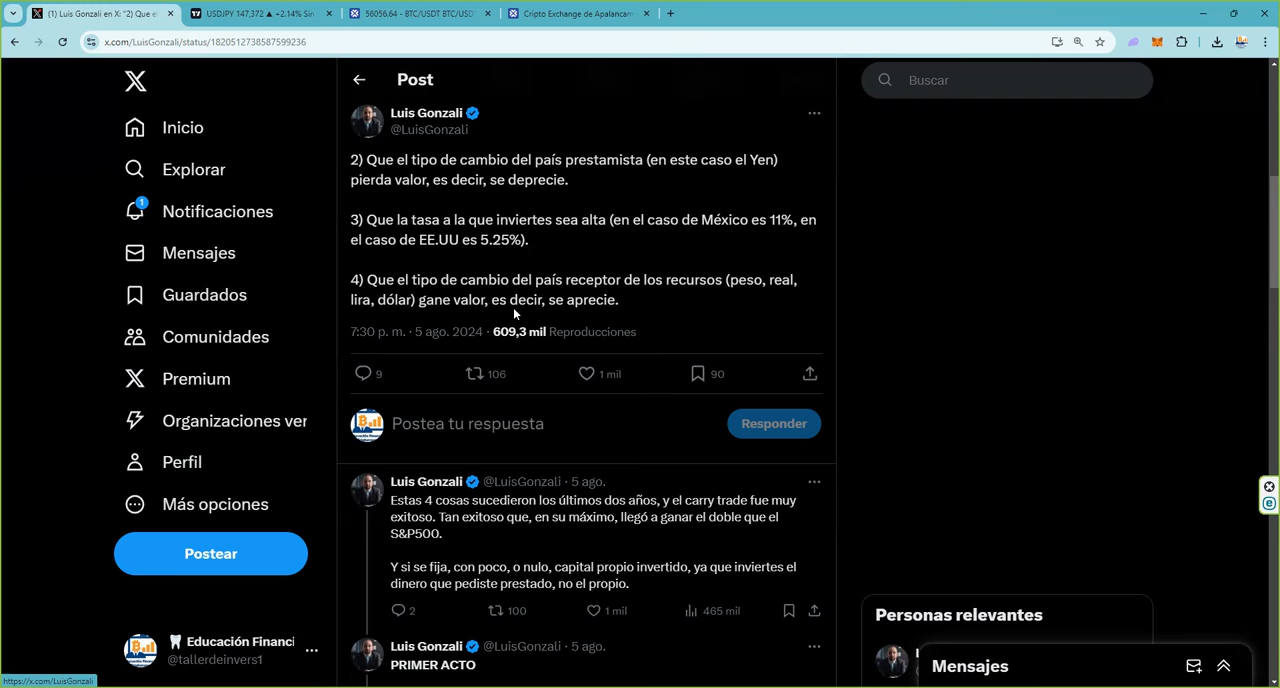 (1) Luis Gonzali en X: "2) Que el
USDJPY 147,372 ▲ +2.14% Sin
56056,64 - BTC/USDT BTC/USDT
Cripto Exchange de Apalancam
x.com/LuisGonzali/status/1820512738587599236
Post
Buscar
Inicio
Explorar
1
Notificaciones
Mensajes
Guardados
Comunidades
Premium
Organizaciones ver
Perfil
Más opciones
Postear
Educación Financi
@tallerdeinvers1
https://x.com/LuisGonzali
Luis Gonzali
@LuisGonzali
2) Que el tipo de cambio del país prestamista (en este caso el Yen)
pierda valor, es decir, se deprecie.
3) Que la tasa a la que inviertes sea alta (en el caso de México es 11%, en
el caso de EE.UU es 5.25%).
4) Que el tipo de cambio del país receptor de los recursos (peso, real,
lira, dólar) gane valor, es decir, se aprecie.
7:30 p. m. · 5 ago. 2024 · 609,3 mil Reproducciones
9 106 1 mil 90
Postea tu respuesta
Responder
Luis Gonzali @LuisGonzali · 5 ago.
Estas 4 cosas sucedieron los últimos dos años, y el carry trade fue muy
exitoso. Tan exitoso que, en su máximo, llegó a ganar el doble que el
S&P500.
Y si se fija, con poco, o nulo, capital propio invertido, ya que inviertes el
dinero que pediste prestado, no el propio.
2 100 1 mil 465 mil
Luis Gonzali @LuisGonzali · 5 ago.
PRIMER ACTO
Personas relevantes
Mensajes